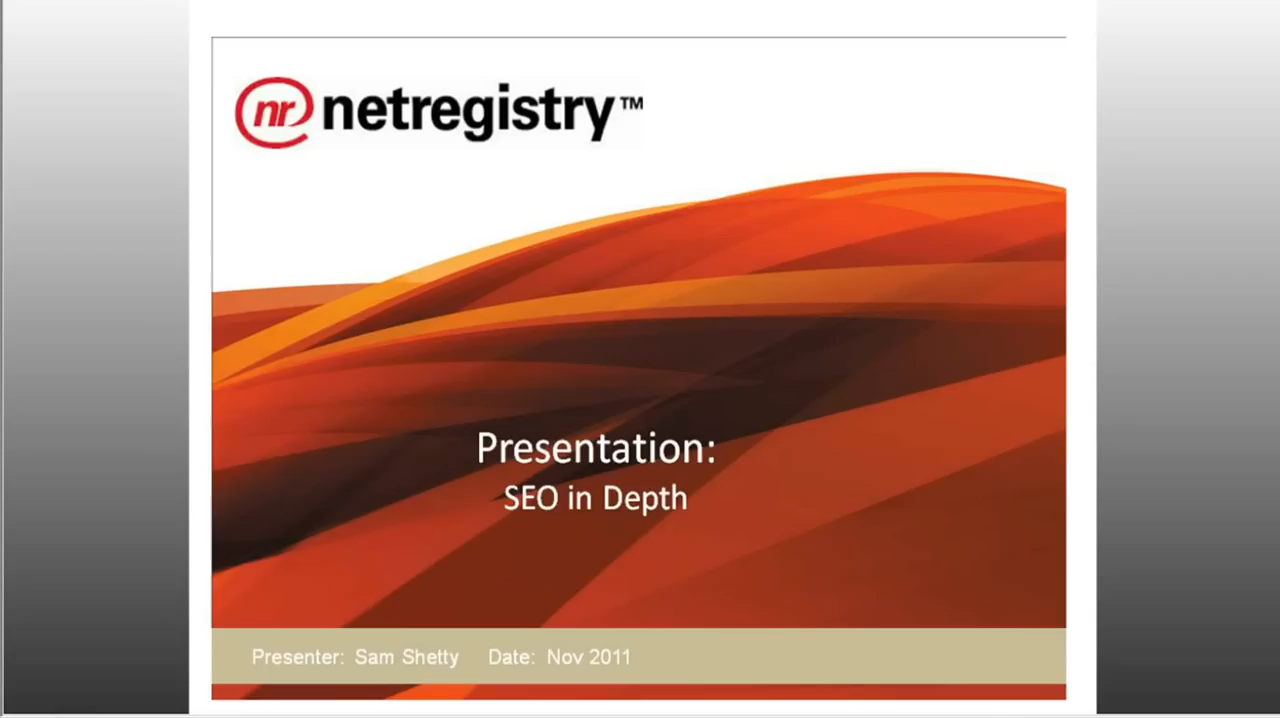 nr netregistry™
Presentation:
SEO in Depth
Presenter: Sam Shetty Date: Nov 2011